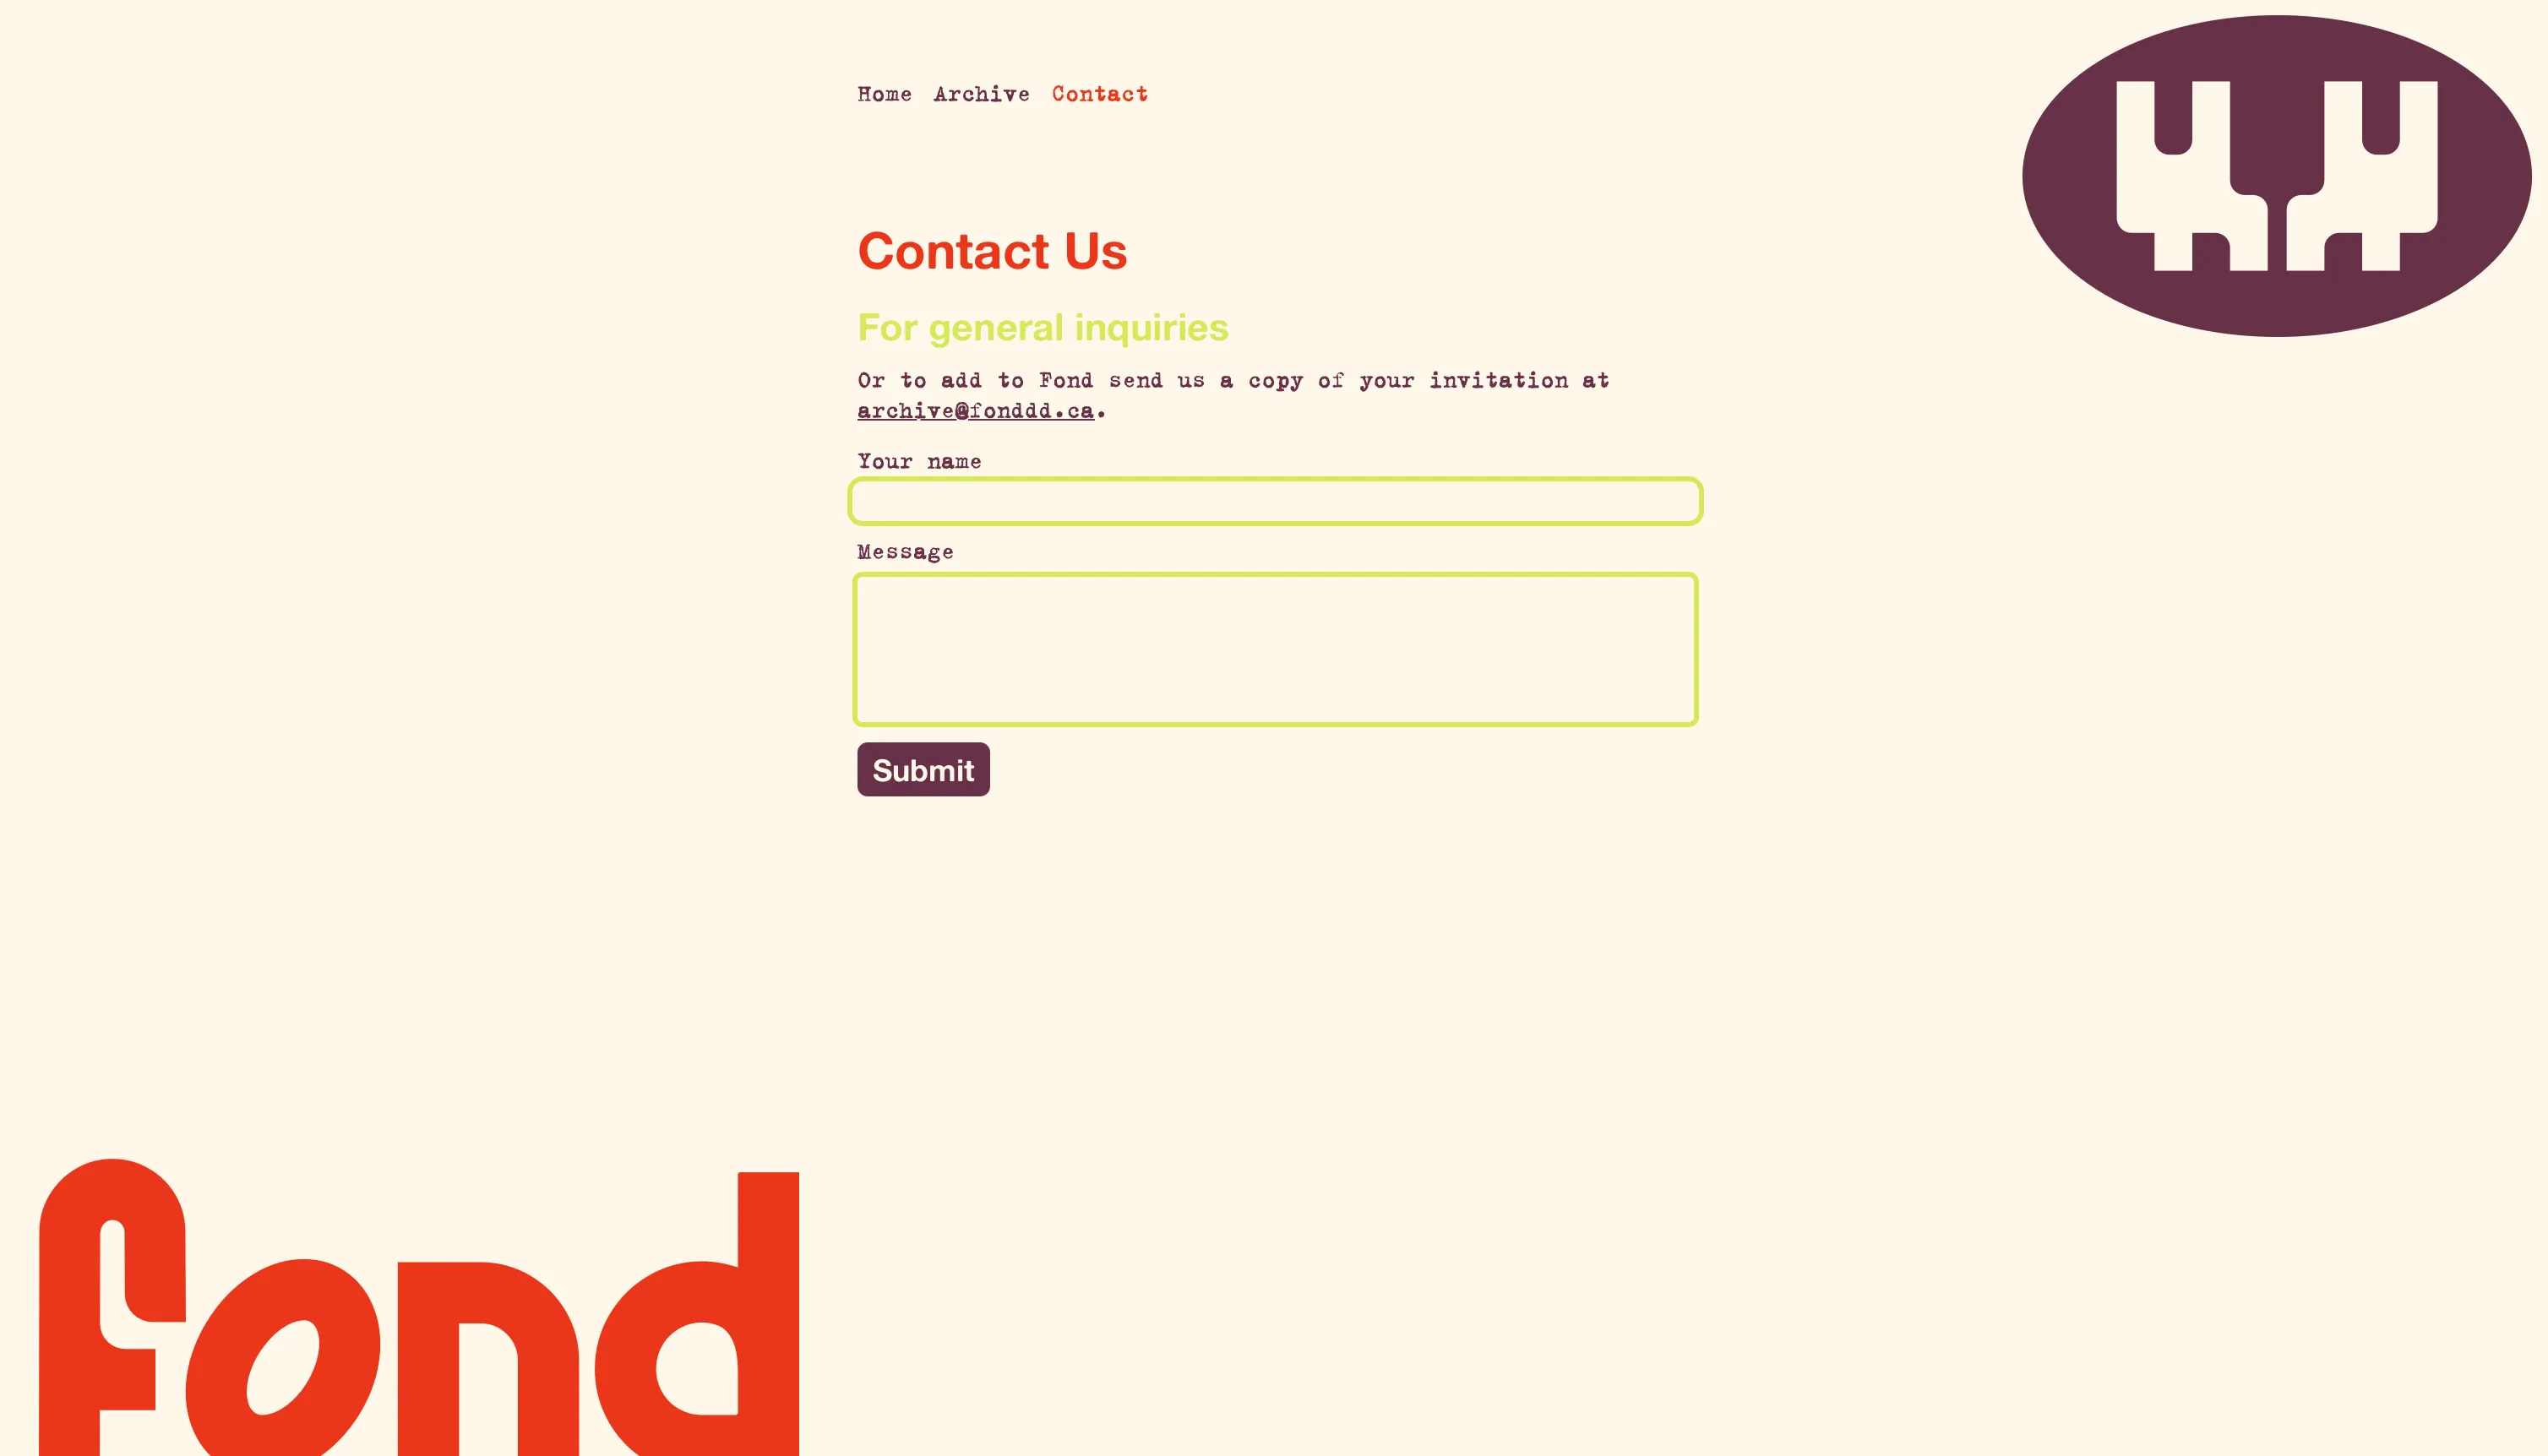 Home Archive Contact
Contact Us
For general inquiries
Or to add to Fond send us a copy of your invitation at
archive@fonddd.ca.
Your name
Message
Submit
fond